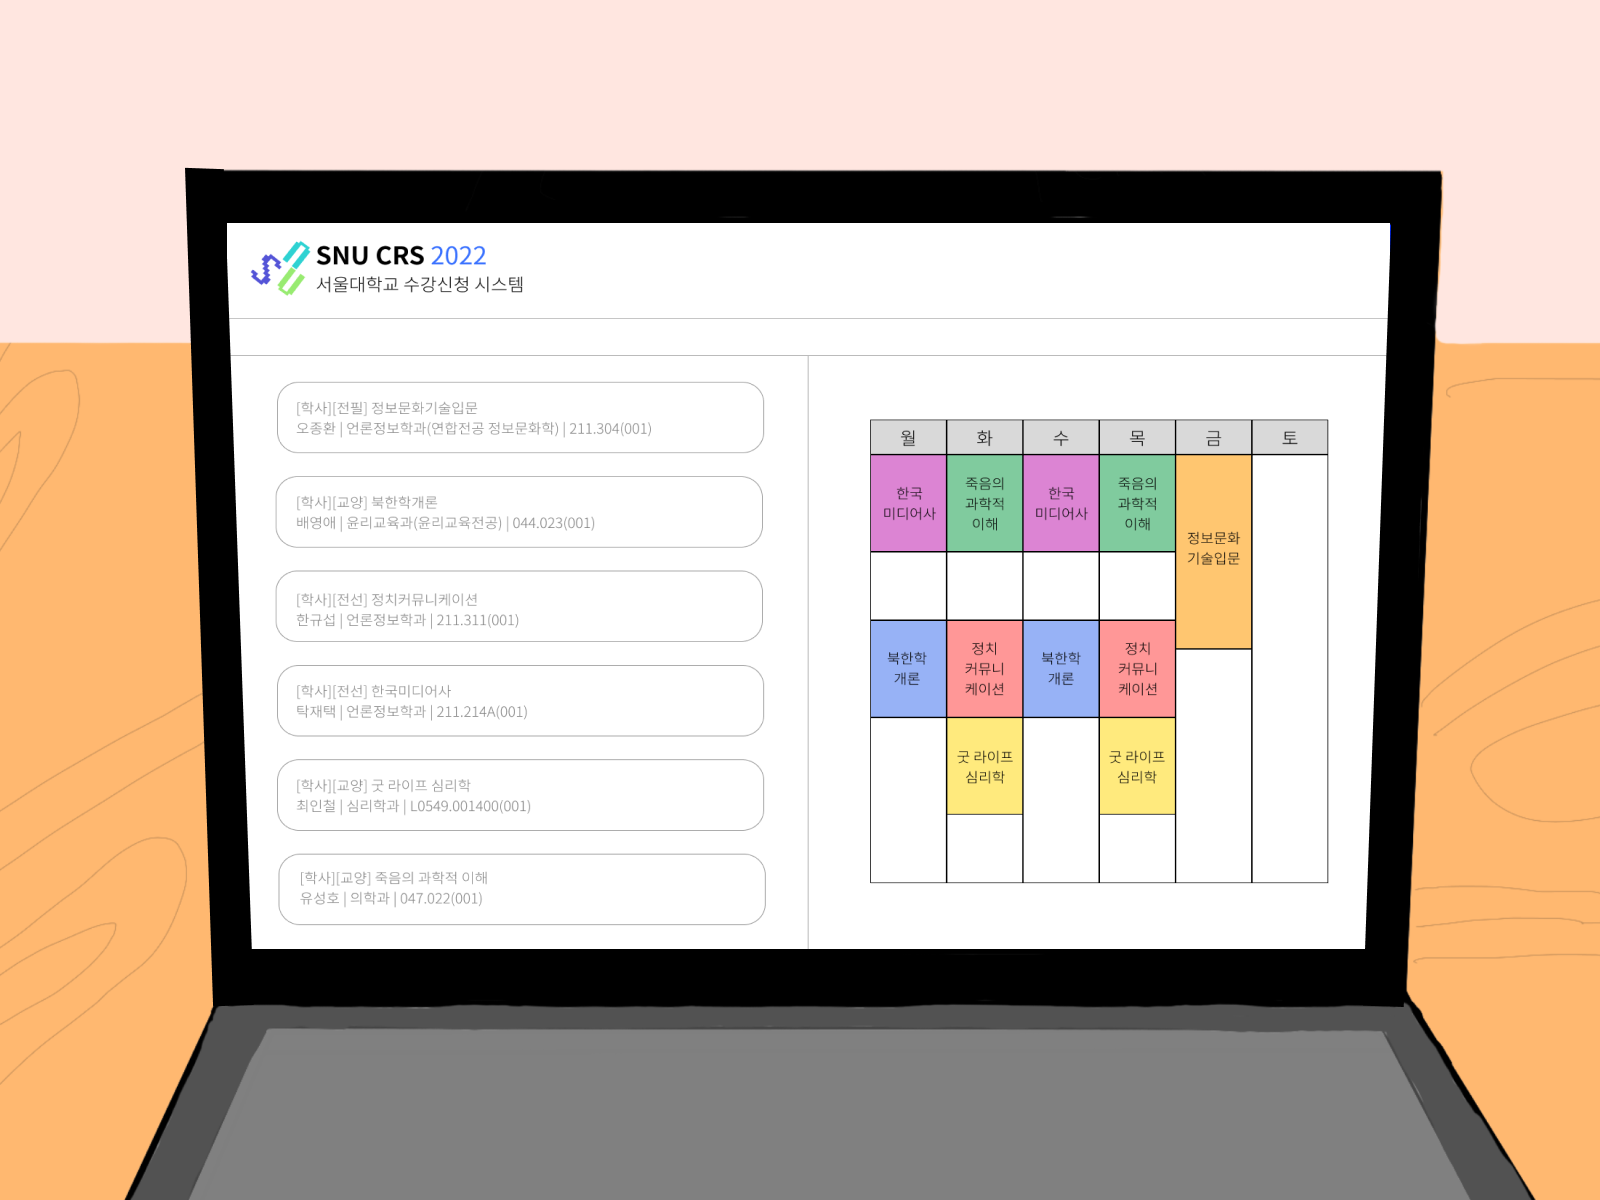 SNU CRS 2022
서울대학교 수강신청 시스템
[학사][전필] 정보문화기술입문
오종환 | 언론정보학과(연합전공 정보문화학) | 211.304(001)
[학사][교양] 북한학개론
배영애 | 윤리교육과(윤리교육전공) | 044.023(001)
[학사][전선] 정치커뮤니케이션
한규섭 | 언론정보학과 | 211.311(001)
[학사][전선] 한국미디어사
탁재택 | 언론정보학과 | 211.214A(001)
[학사][교양] 굿 라이프 심리학
최인철 | 심리학과 | L0549.001400(001)
[학사][교양] 죽음의 과학적 이해
유성호 | 의학과 | 047.022(001)
월 화 수 목 금 토
한국
미디어사
죽음의
과학적
이해
한국
미디어사
죽음의
과학적
이해
정보문화
기술입문
북한학
개론
정치
커뮤니
케이션
북한학
개론
정치
커뮤니
케이션
굿 라이프
심리학
굿 라이프
심리학